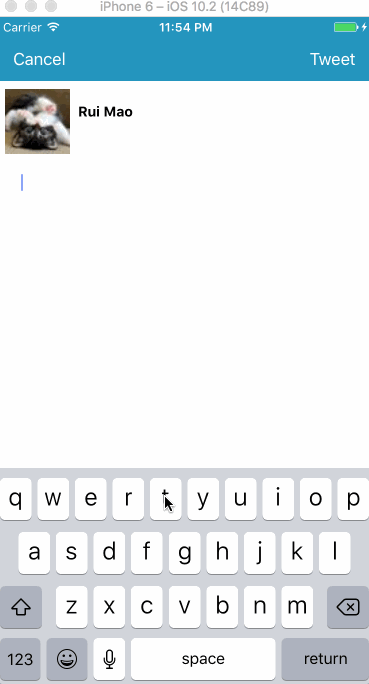 iPhone 6 – iOS 10.2 (14C89)
Carrier 11:54 PM
Cancel Tweet
Rui Mao
q w e r t y u i o p
a s d f g h j k l
z x c v b n m
123 space return